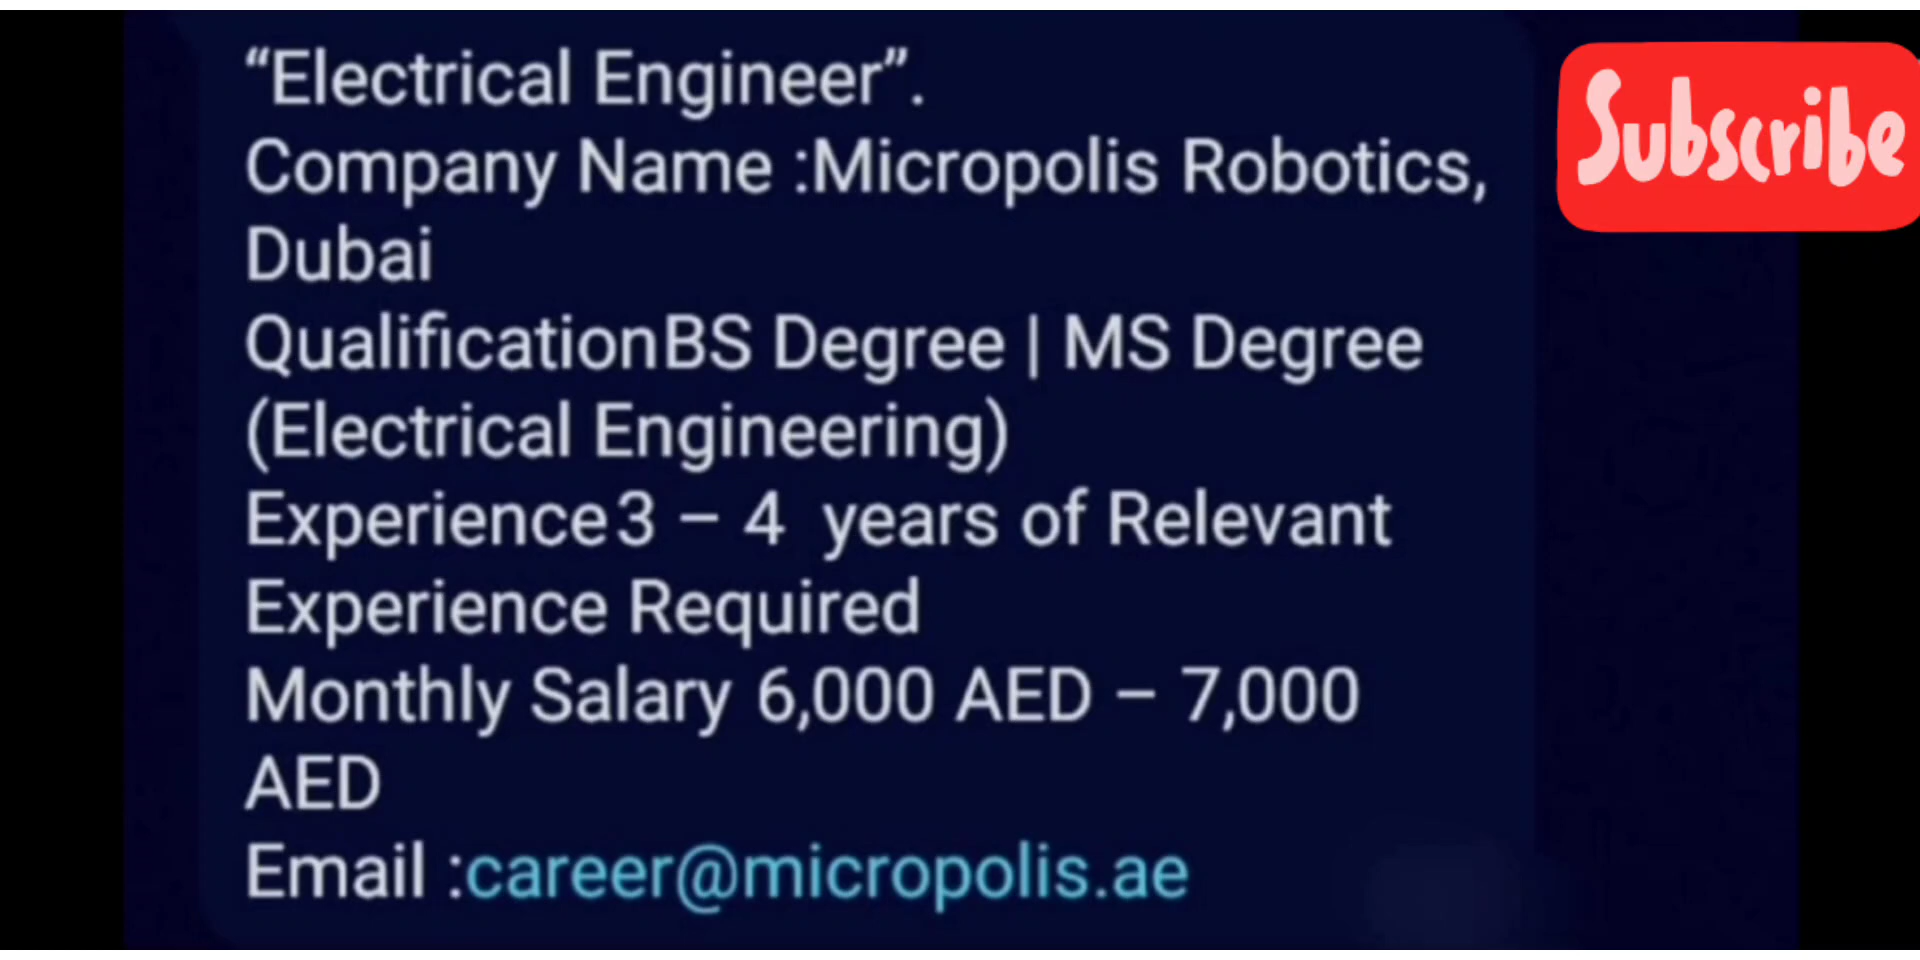 “Electrical Engineer”.
Company Name :Micropolis Robotics,
Dubai
QualificationBS Degree | MS Degree
(Electrical Engineering)
Experience3 – 4 years of Relevant
Experience Required
Monthly Salary 6,000 AED – 7,000
AED
Email :career@micropolis.ae
Subscribe